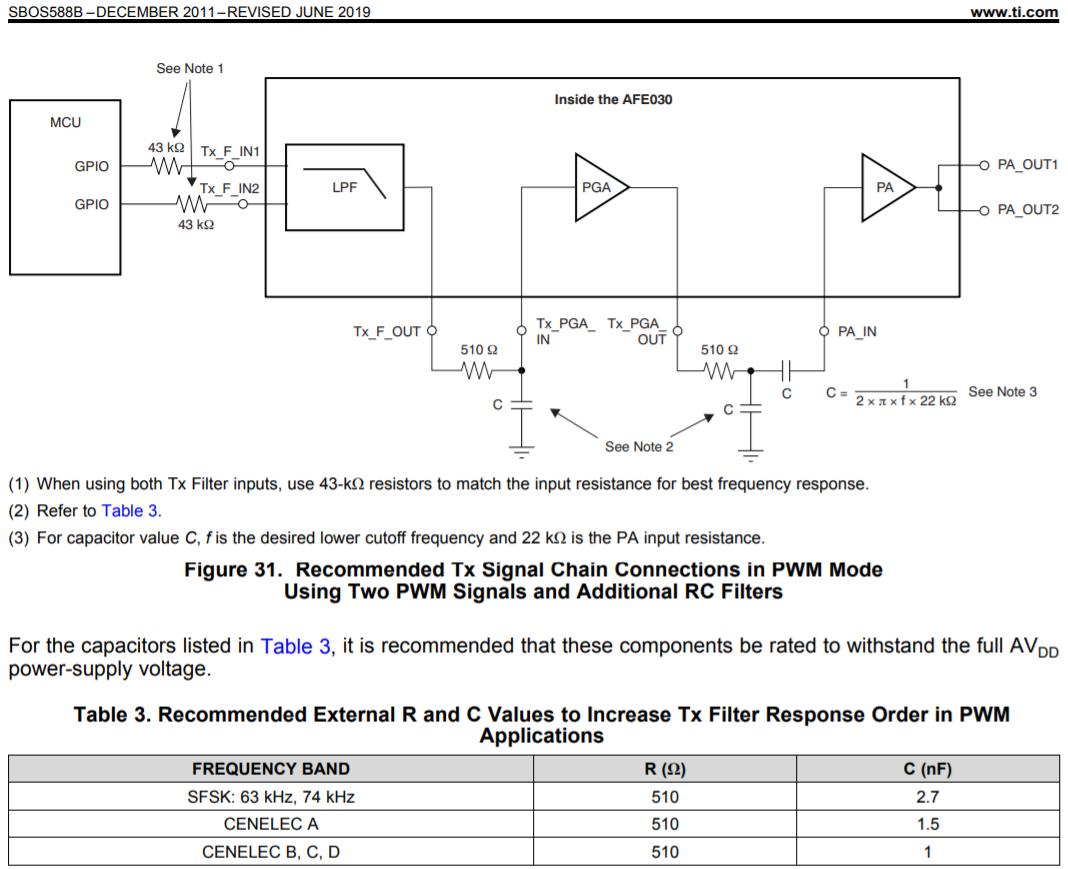 SBOS588B –DECEMBER 2011–REVISED JUNE 2019
www.ti.com
See Note 1
Inside the AFE030
MCU
43 kΩ
Tx_F_IN1
GPIO
PA_OUT1
LPF
PGA
PA
Tx_F_IN2
GPIO
PA_OUT2
43 kΩ
Tx_F_OUT
Tx_PGA_
IN
Tx_PGA_
OUT
PA_IN
510 Ω
510 Ω
C
C
C
C = 1
2 x π x f x 22 kΩ
See Note 3
See Note 2
(1) When using both Tx Filter inputs, use 43-kΩ resistors to match the input resistance for best frequency response.
(2) Refer to Table 3.
(3) For capacitor value C, f is the desired lower cutoff frequency and 22 kΩ is the PA input resistance.
Figure 31. Recommended Tx Signal Chain Connections in PWM Mode
Using Two PWM Signals and Additional RC Filters
For the capacitors listed in Table 3, it is recommended that these components be rated to withstand the full AVDD
power-supply voltage.
Table 3. Recommended External R and C Values to Increase Tx Filter Response Order in PWM
Applications
FREQUENCY BAND R (Ω) C (nF)
SFSK: 63 kHz, 74 kHz 510 2.7
CENELEC A 510 1.5
CENELEC B, C, D 510 1